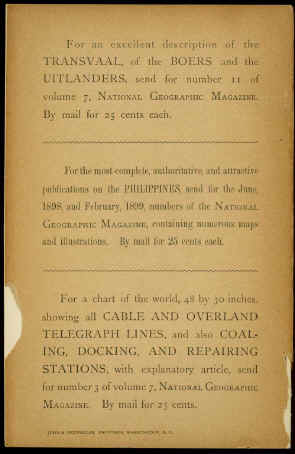 For an excellent description of the
TRANSVAAL, of the BOERS and the
UITLANDERS, send for number 11 of
volume 7, NATIONAL GEOGRAPHIC MAGAZINE.
By mail for 25 cents each.
For the most complete, authoritative, and attractive
publications on the PHILIPPINES, send for the June,
1898, and February, 1899, numbers of the NATIONAL
GEOGRAPHIC MAGAZINE, containing numerous maps
and illustrations. By mail for 25 cents each.
For a chart of the world, 48 by 30 inches,
showing all CABLE AND OVERLAND
TELEGRAPH LINES, and also COAL-
ING, DOCKING, AND REPAIRING
STATIONS, with explanatory article, send
for number 3 of volume 7, NATIONAL GEOGRAPHIC
MAGAZINE. By mail for 25 cents.
PRINTERS, WASHINGTON, D. C.